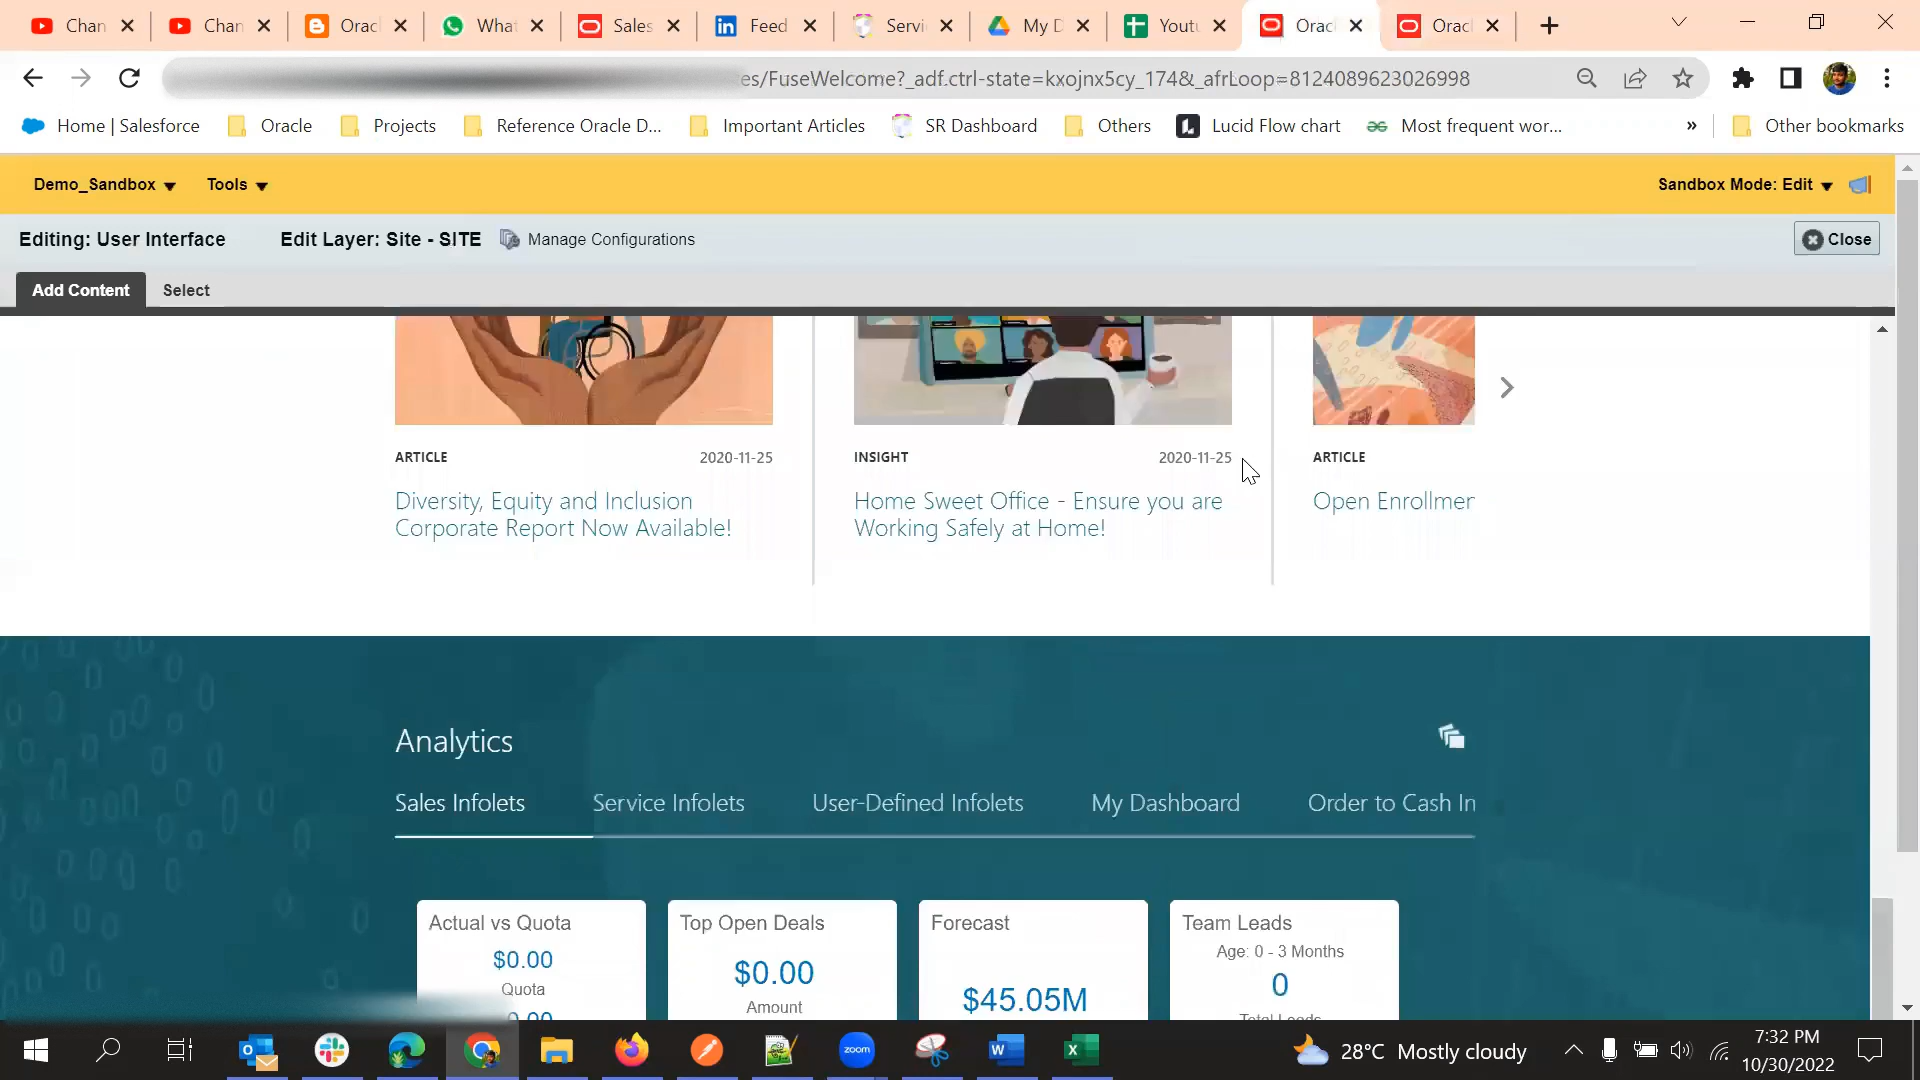 Chan
Chan
Orac
What
Sales
Feed
Servi
My D
Yout
Orac
Orac
es/FuseWelcome?_adf.ctrl-state=kxojnx5cy_174&_afrLoop=8124089623026998
Home | Salesforce
Oracle
Projects
Reference Oracle D...
Important Articles
SR Dashboard
Others
Lucid Flow chart
Most frequent wor...
»
Other bookmarks
Demo_Sandbox
Tools
Sandbox Mode: Edit
Editing: User Interface
Edit Layer: Site - SITE
Manage Configurations
Close
Add Content
Select
ARTICLE
2020-11-25
INSIGHT
2020-11-25
ARTICLE
Diversity, Equity and Inclusion
Corporate Report Now Available!
Home Sweet Office - Ensure you are
Working Safely at Home!
Open Enrollmen
Analytics
Sales Infolets
Service Infolets
User-Defined Infolets
My Dashboard
Order to Cash In
Actual vs Quota
$0.00
Quota
Top Open Deals
$0.00
Amount
Forecast
$45.05M
Team Leads
Age: 0 - 3 Months
0
Total Leads
zoom
28°C Mostly cloudy
7:32 PM
10/30/2022